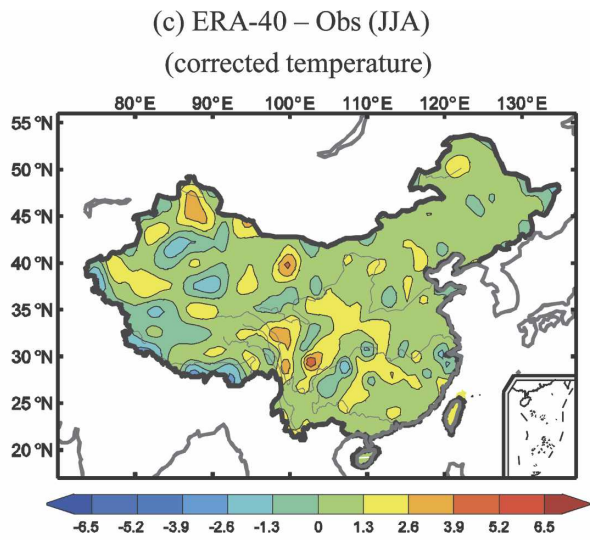 (c) ERA-40 – Obs (JJA)
(corrected temperature)
80°E 90°E 100°E 110°E 120°E 130°E
55 °N
50 °N
45 °N
40 °N
35 °N
30 °N
25 °N
20 °N
-6.5 -5.2 -3.9 -2.6 -1.3 0 1.3 2.6 3.9 5.2 6.5